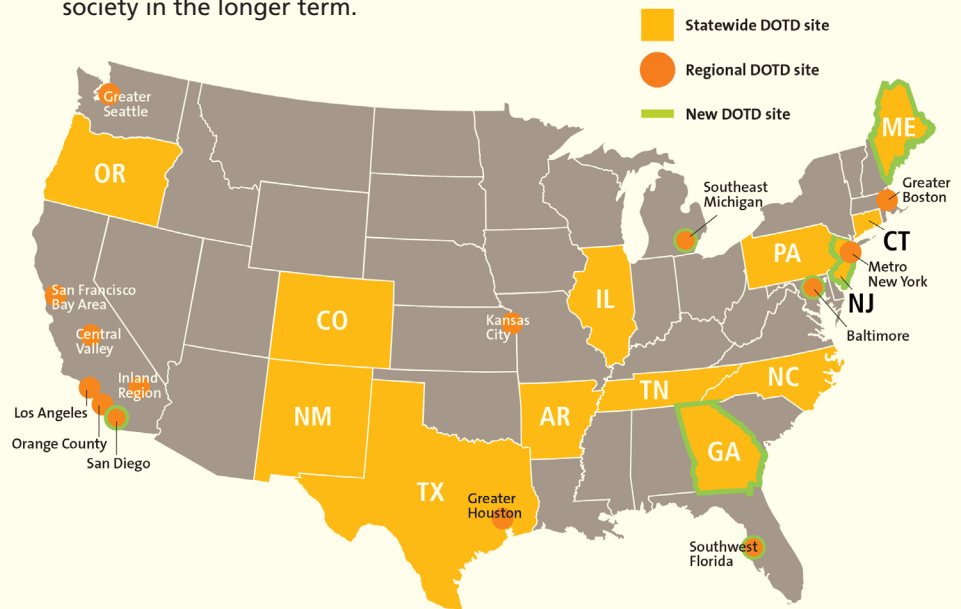 society in the longer term.
Statewide DOTD site
Regional DOTD site
New DOTD site
Greater
Seattle
OR
ME
Southeast
Michigan
Greater
Boston
CT
PA
Metro
New York
NJ
Baltimore
San Francisco
Bay Area
Central
Valley
CO
IL
Kansas
City
Inland
Region
Los Angeles
Orange County
San Diego
NM
AR
TN
NC
GA
TX
Greater
Houston
Southwest
Florida